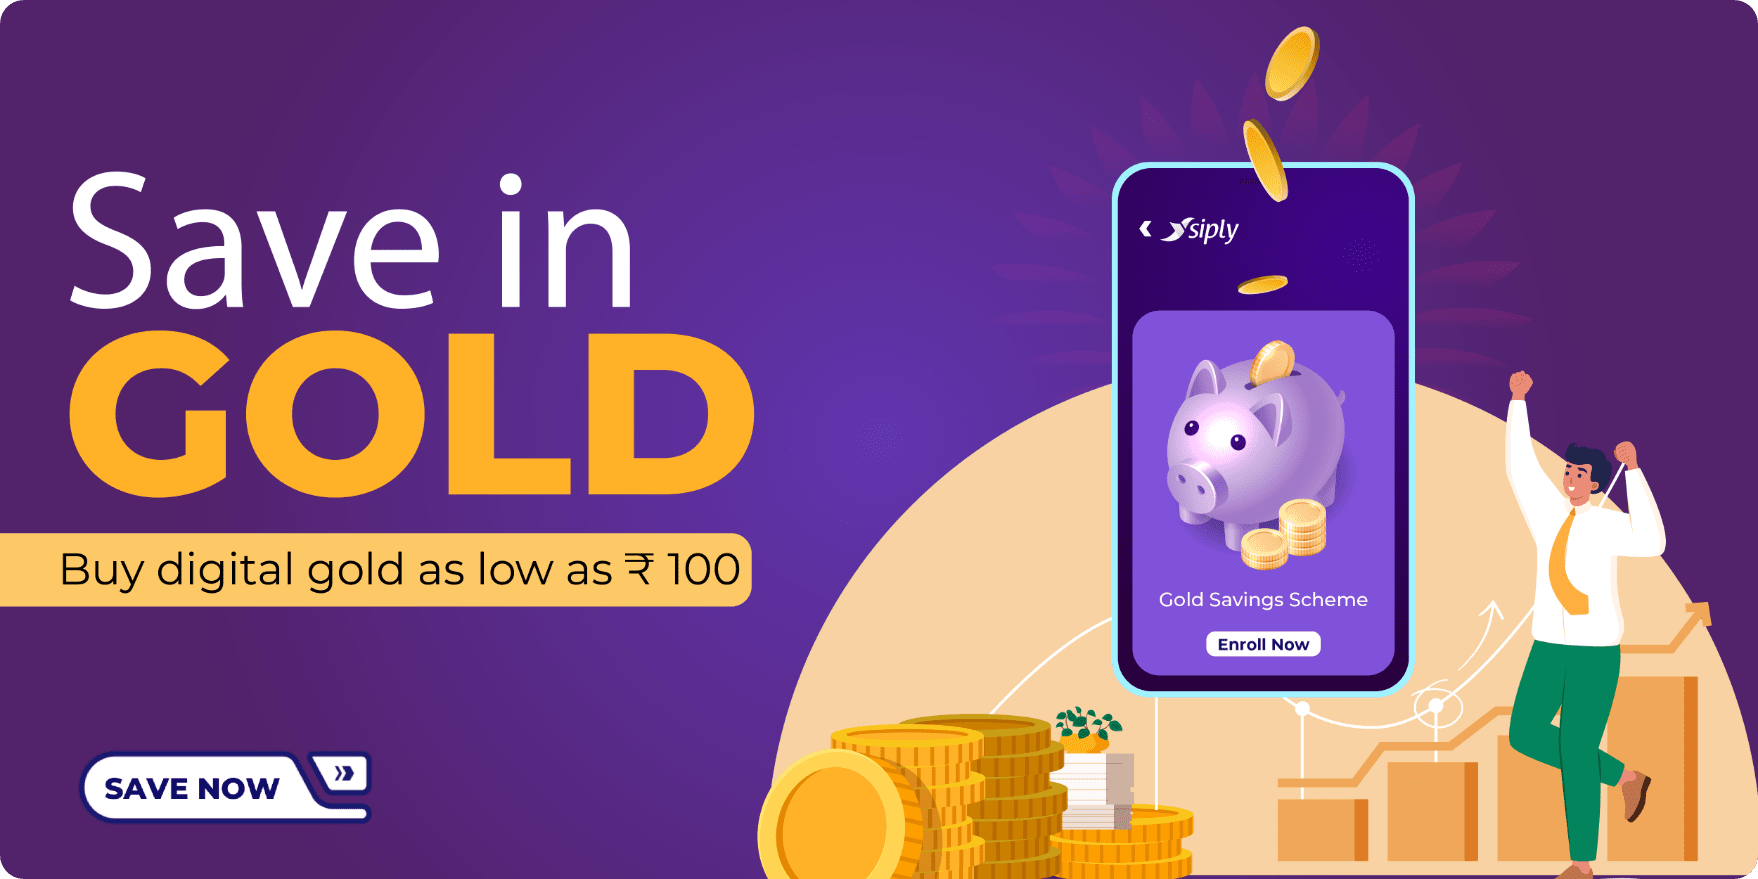 Save in
GOLD
Buy digital gold as low as ₹ 100
SAVE NOW
siply
Gold Savings Scheme
Enroll Now